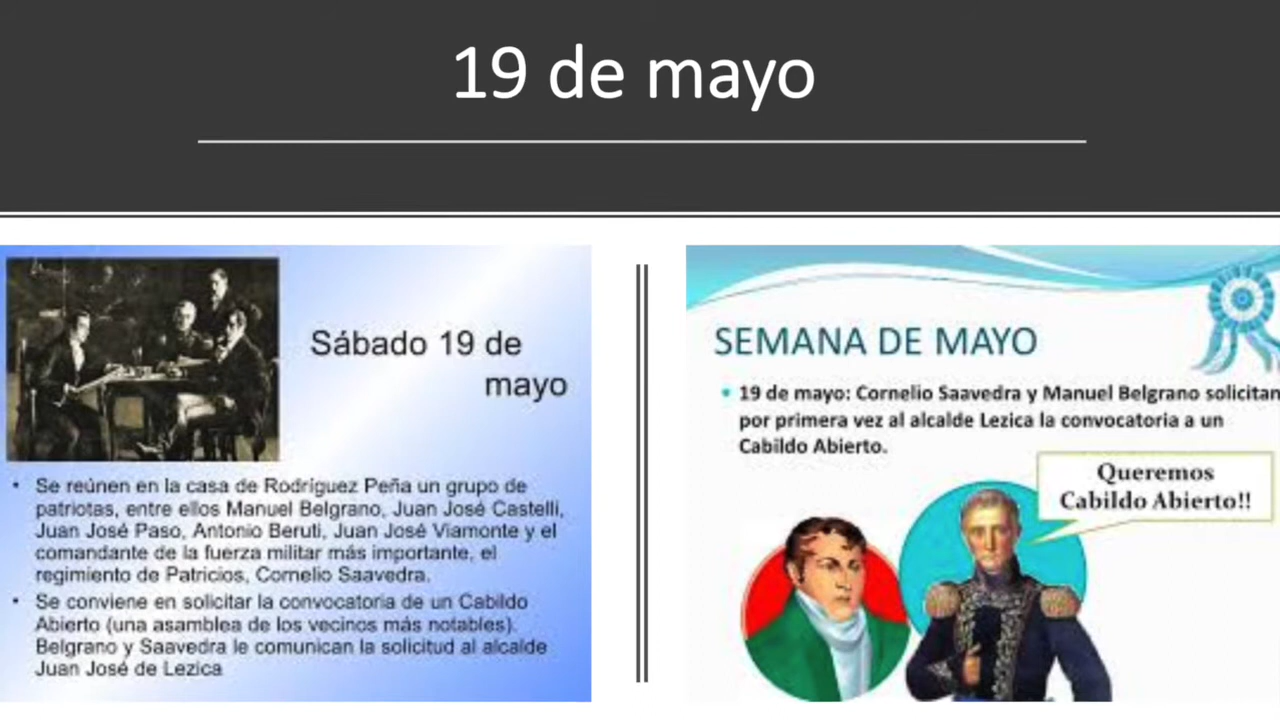 19 de mayo
Sábado 19 de
mayo
• Se reúnen en la casa de Rodríguez Peña un grupo de
patriotas, entre ellos Manuel Belgrano, Juan José Castelli,
Juan José Paso, Antonio Beruti, Juan José Viamonte y el
comandante de la fuerza militar más importante, el
regimiento de Patricios, Cornelio Saavedra.
• Se conviene en solicitar la convocatoria de un Cabildo
Abierto (una asamblea de los vecinos más notables).
Belgrano y Saavedra le comunican la solicitud al alcalde
Juan José de Lezica
SEMANA DE MAYO
• 19 de mayo: Cornelio Saavedra y Manuel Belgrano solicitan
por primera vez al alcalde Lezica la convocatoria a un
Cabildo Abierto.
Queremos
Cabildo Abierto!!